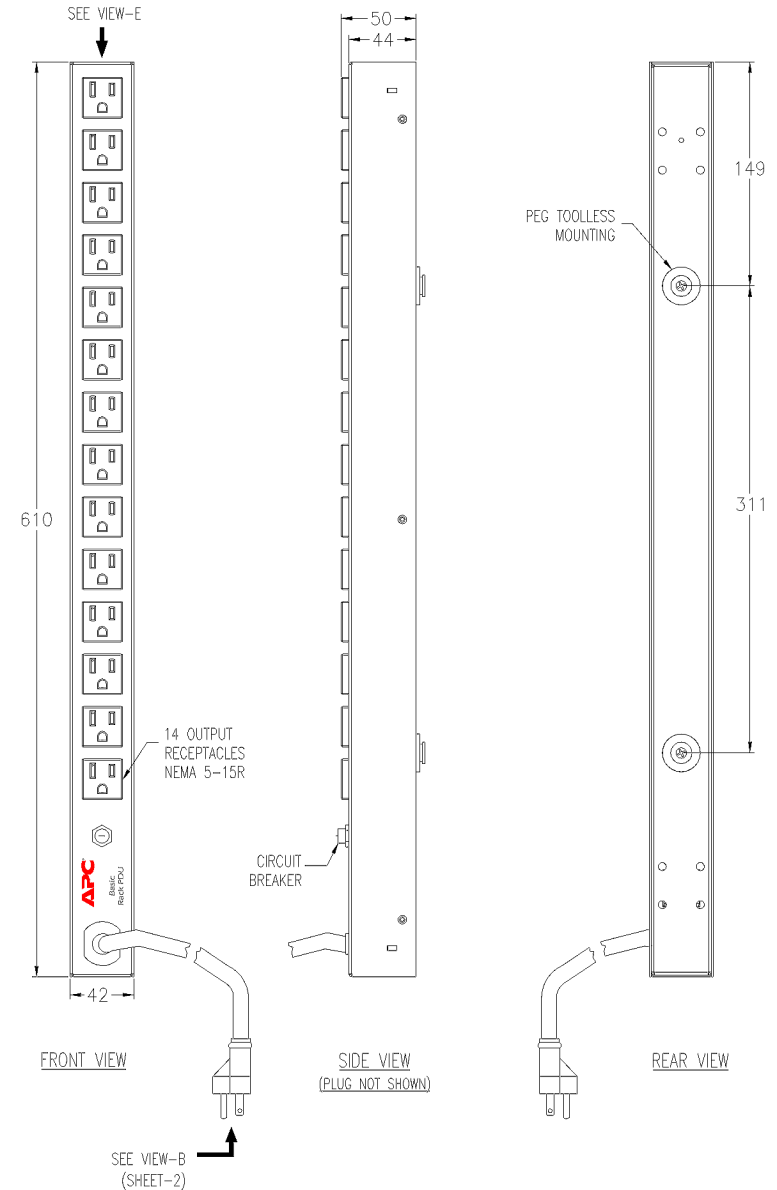 SEE VIEW-E
50
44
149
PEG TOOLLESS
MOUNTING
610
311
14 OUTPUT
RECEPTACLES
NEMA 5-15R
CIRCUIT
BREAKER
APC
Basic
Rack PDU
42
FRONT VIEW
SIDE VIEW
(PLUG NOT SHOWN)
REAR VIEW
SEE VIEW-B
(SHEET-2)